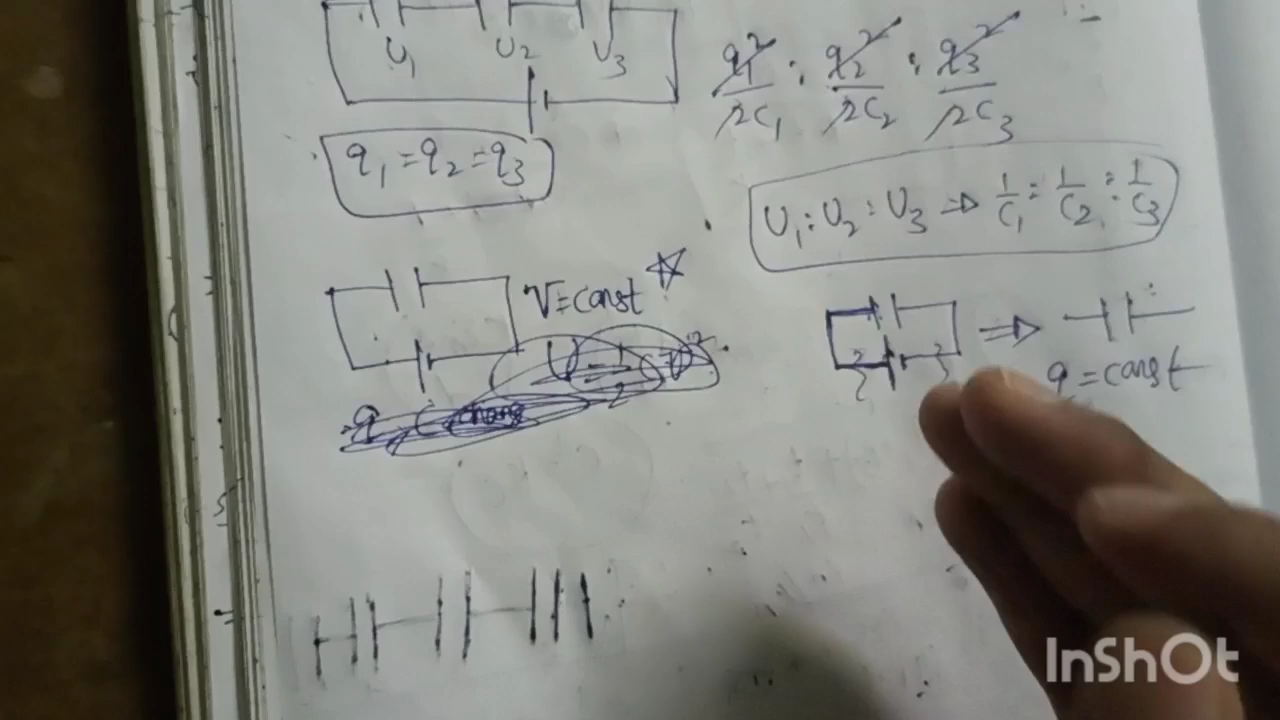 U₁ U₂ U₃
q₁²/2C₁ : q₂²/2C₂ : q₃²/2C₃
q₁ = q₂ = q₃
U₁ : U₂ : U₃ ⇒ 1/C₁ : 1/C₂ : 1/C₃
V = const ☆
⇒
q = const
InShOt